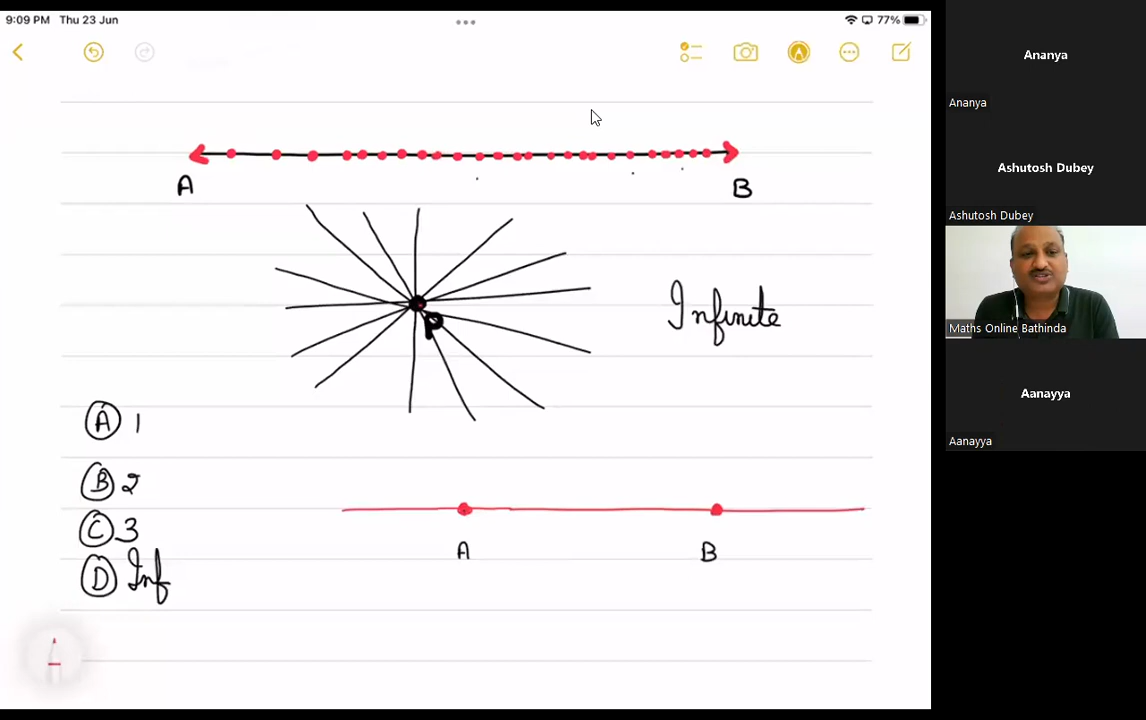 9:09 PM Thu 23 Jun
77%
A B
P
Infinite
A 1
B 2
C 3
D Inf
A B
Ananya
Ananya
Ashutosh Dubey
Ashutosh Dubey
Maths Online Bathinda
Aanayya
Aanayya